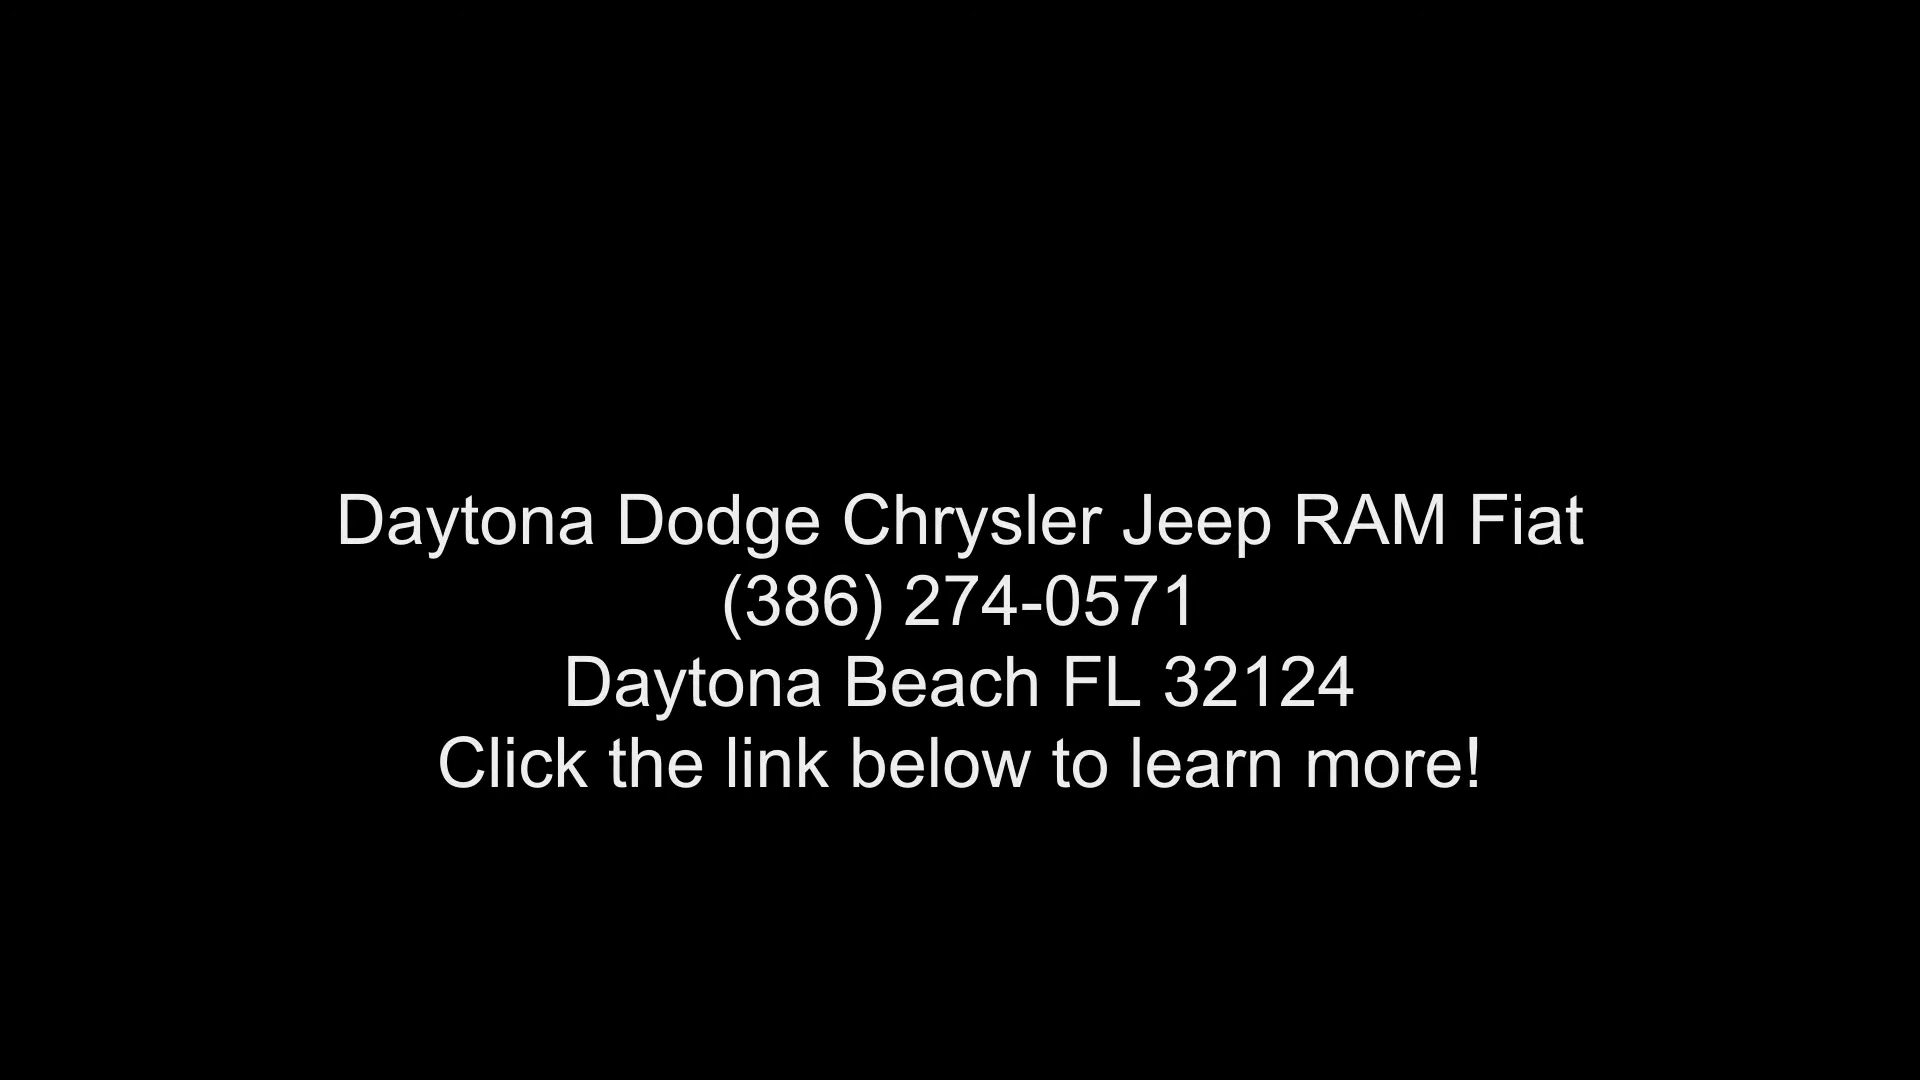 Daytona Dodge Chrysler Jeep RAM Fiat
(386) 274-0571
Daytona Beach FL 32124
Click the link below to learn more!